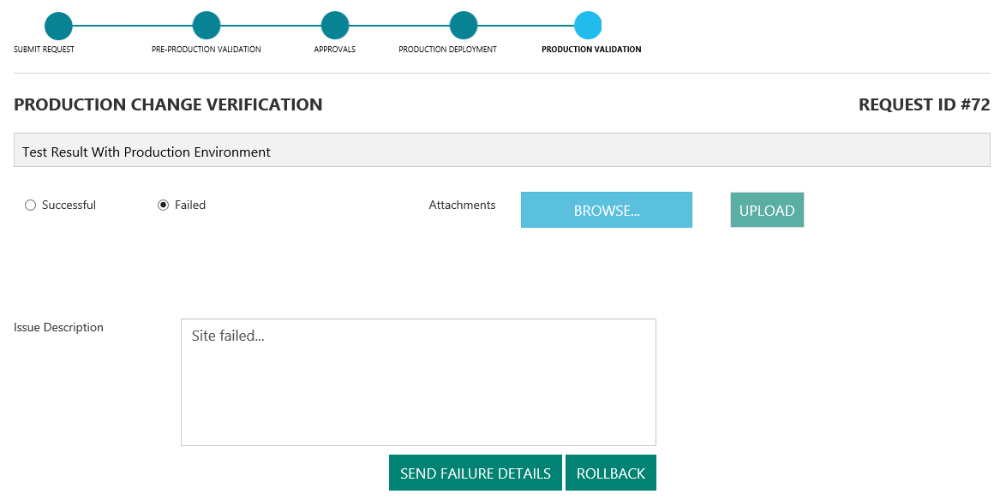 SUBMIT REQUEST
PRE-PRODUCTION VALIDATION
APPROVALS
PRODUCTION DEPLOYMENT
PRODUCTION VALIDATION
PRODUCTION CHANGE VERIFICATION
REQUEST ID #72
Test Result With Production Environment
Successful
Failed
Attachments
BROWSE...
UPLOAD
Issue Description
Site failed...
SEND FAILURE DETAILS
ROLLBACK